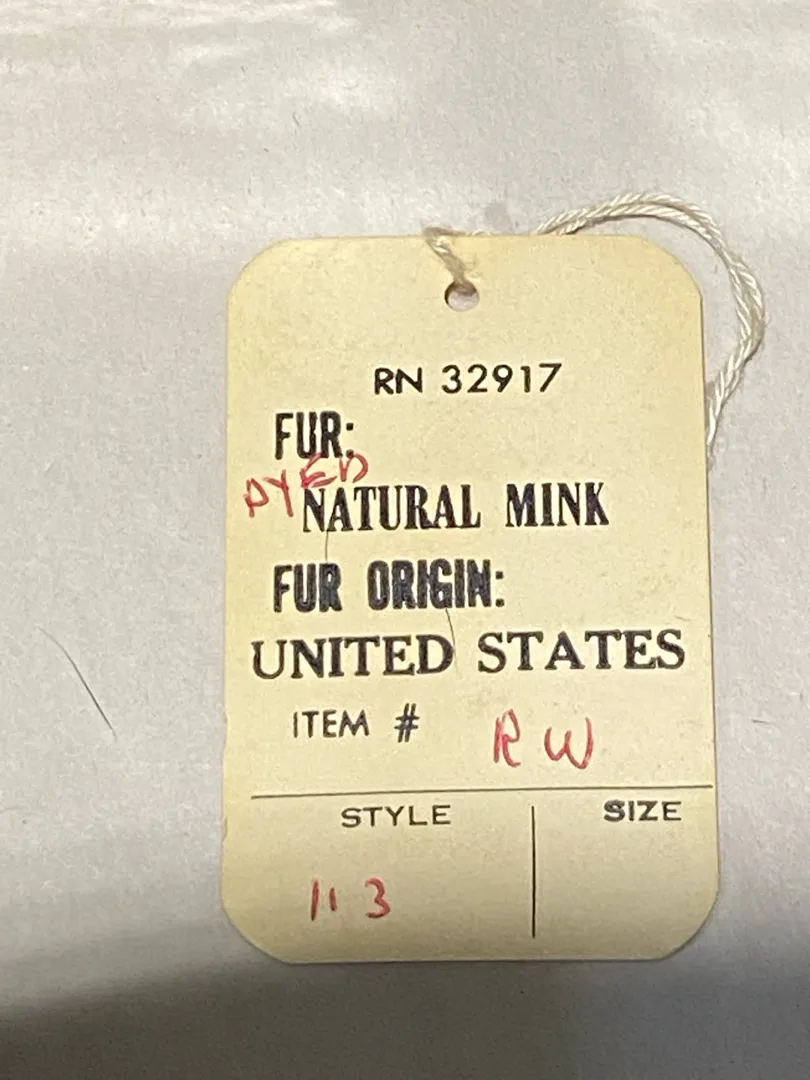 RN 32917
FUR:
DYED
NATURAL MINK
FUR ORIGIN:
UNITED STATES
ITEM # RW
STYLE SIZE
113